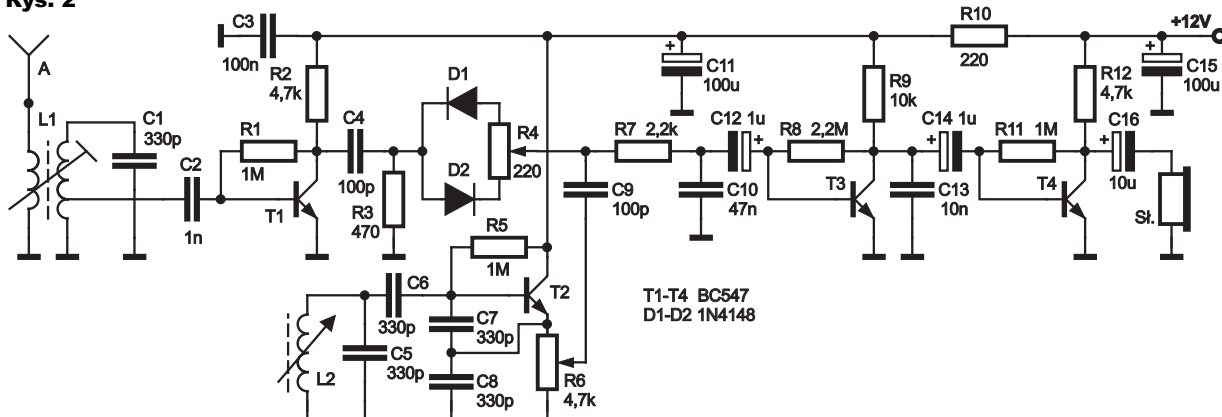 Rys. 2
A
L1
C1
330p
C2
1n
C3
100n
R1
1M
R2
4,7k
T1
C4
100p
R3
470
D1
D2
R4
220
R5
1M
T2
C6
330p
C7
330p
C5
330p
C8
330p
L2
R6
4,7k
C9
100p
R7 2,2k
C10
47n
+
C11
100u
C12 1u
+
R8 2,2M
R9
10k
T3
C13
10n
C14 1u
+
R10
220
R11 1M
R12
4,7k
T4
+
C15
100u
+
C16
10u
Sł.
+12V
T1-T4 BC547
D1-D2 1N4148